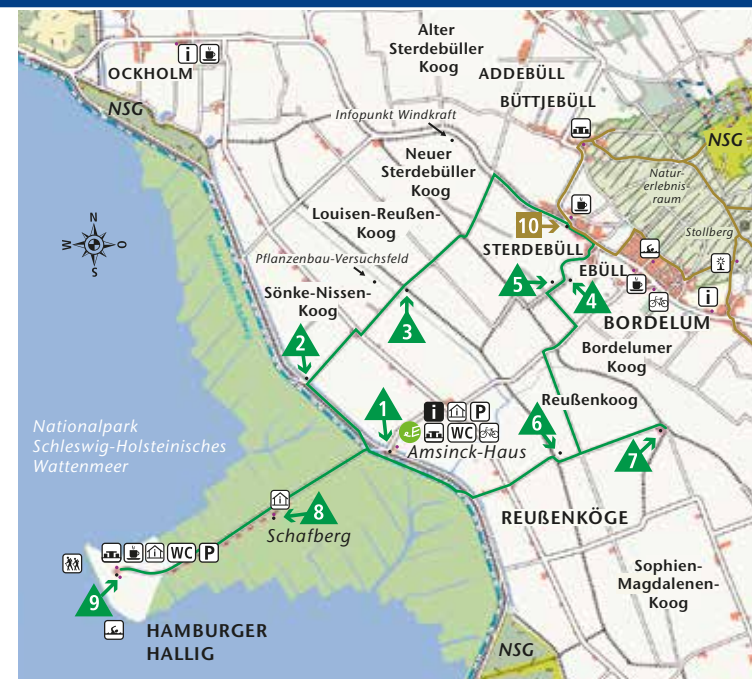 Alter
Sterdebüller
Koog
OCKHOLM
ADDEBÜLL
BÜTTJEBÜLL
NSG
Infopunkt Windkraft
NSG
Neuer
Sterdebüller
Koog
Natur-
erlebnis-
raum
Louisen-Reußen-
Koog
10
Stollberg
N
W O
S
STERDEBÜLL
Pflanzenbau-Versuchsfeld
EBÜLL
5
4
Sönke-Nissen-
Koog
3
BORDELUM
2
Bordelumer
Koog
Reußenkoog
1
i P
6
7
Nationalpark
Schleswig-Holsteinisches
Wattenmeer
e WC
Amsinck-Haus
8
REUßENKÖGE
Schafberg
WC P
Sophien-
Magdalenen-
Koog
9
HAMBURGER
HALLIG
NSG
i
i